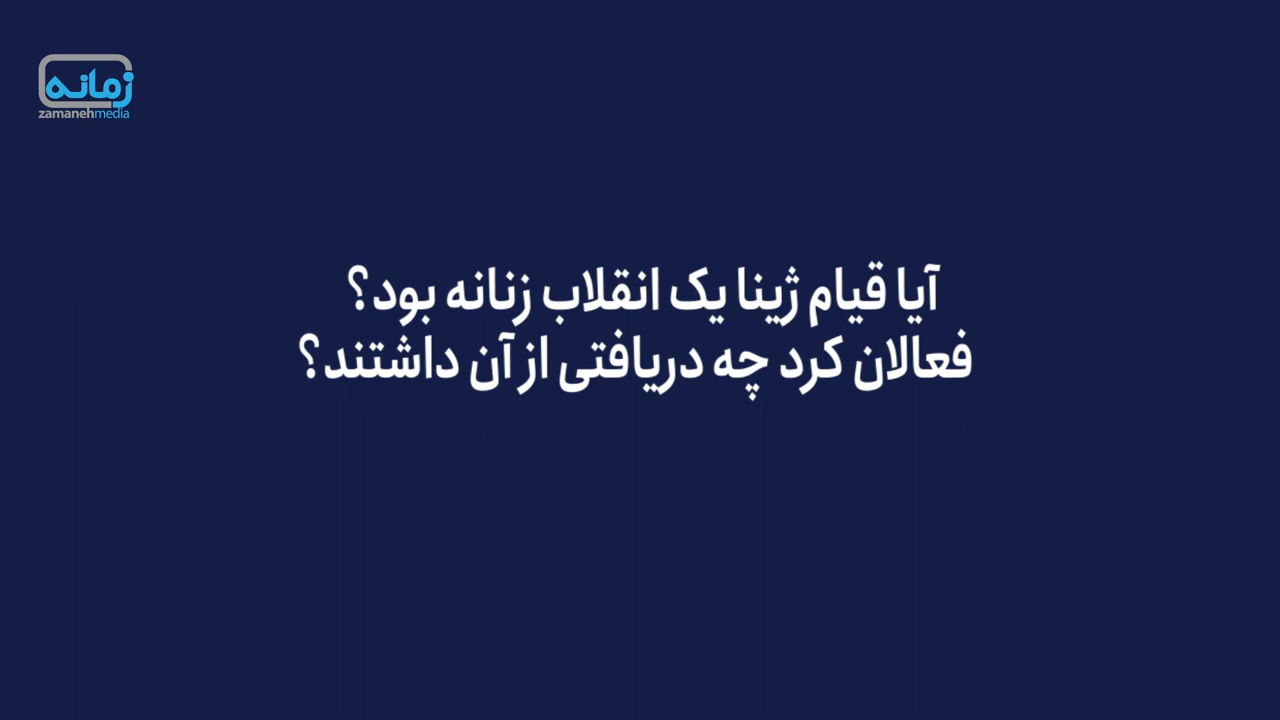 زمانه
zamanehmedia
آیا قیام ژینا یک انقلاب زنانه بود؟
فعالان کرد چه دریافتی از آن داشتند؟